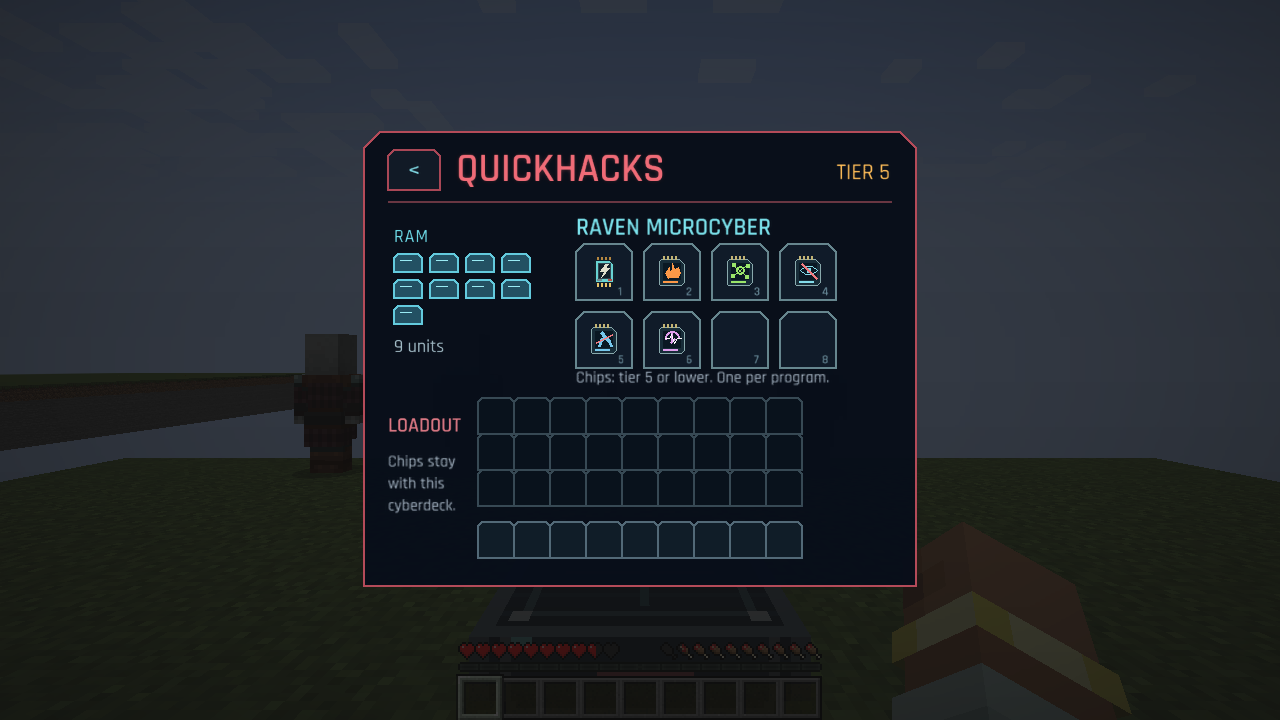 <
QUICKHACKS
TIER 5
RAM
9 units
RAVEN MICROCYBER
1
2
3
4
5
6
7
8
Chips: tier 5 or lower. One per program.
LOADOUT
Chips stay
with this
cyberdeck.